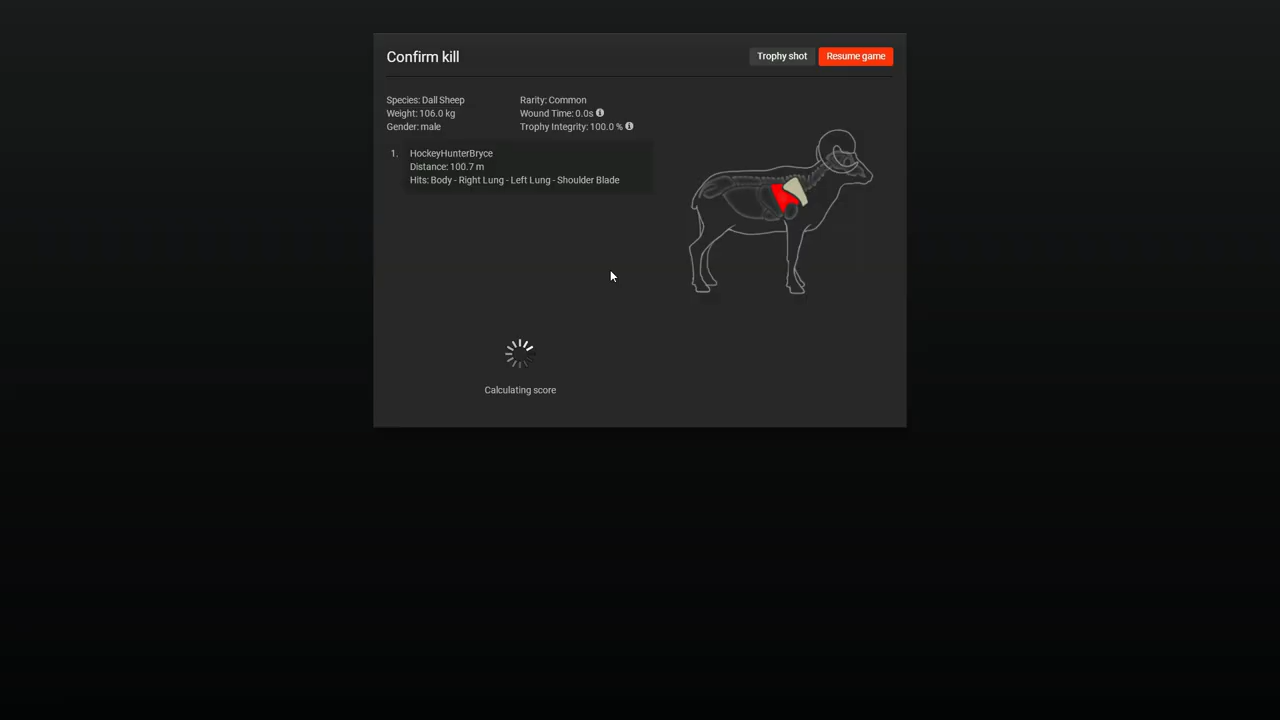 Confirm kill
Trophy shot
Resume game
Species: Dall Sheep
Weight: 106.0 kg
Gender: male
Rarity: Common
Wound Time: 0.0s
Trophy Integrity: 100.0 %
1. HockeyHunterBryce
Distance: 100.7 m
Hits: Body - Right Lung - Left Lung - Shoulder Blade
Calculating score